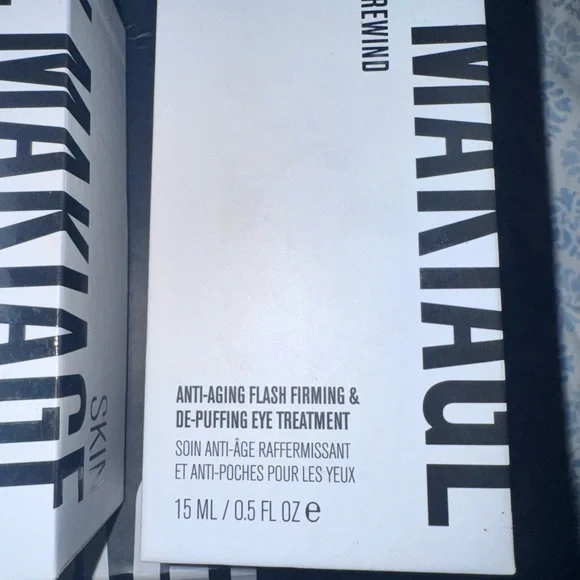 MAKIAGE
SKIN
REWIND
MAKIAGE
ANTI-AGING FLASH FIRMING &
DE-PUFFING EYE TREATMENT
SOIN ANTI-ÂGE RAFFERMISSANT
ET ANTI-POCHES POUR LES YEUX
15 ML / 0.5 FL OZ e